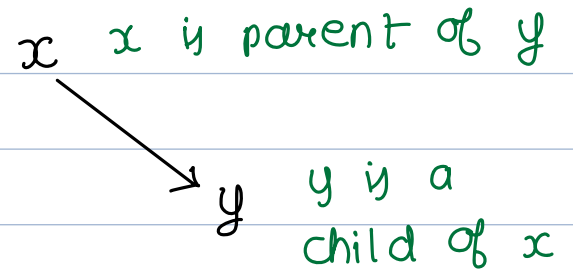 x x is parent of y
y y is a
child of x